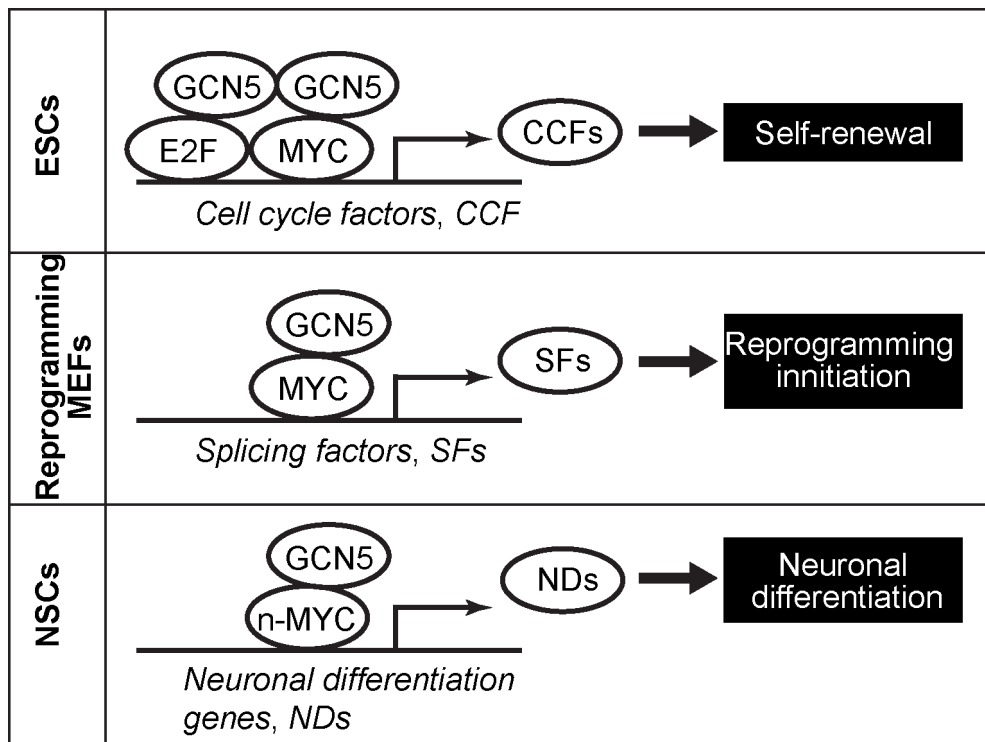 ESCs
GCN5 GCN5
E2F MYC
CCFs
Self-renewal
Cell cycle factors, CCF
Reprogramming
MEFs
GCN5
MYC
SFs
Reprogramming
innitiation
Splicing factors, SFs
NSCs
GCN5
n-MYC
NDs
Neuronal
differentiation
Neuronal differentiation
genes, NDs